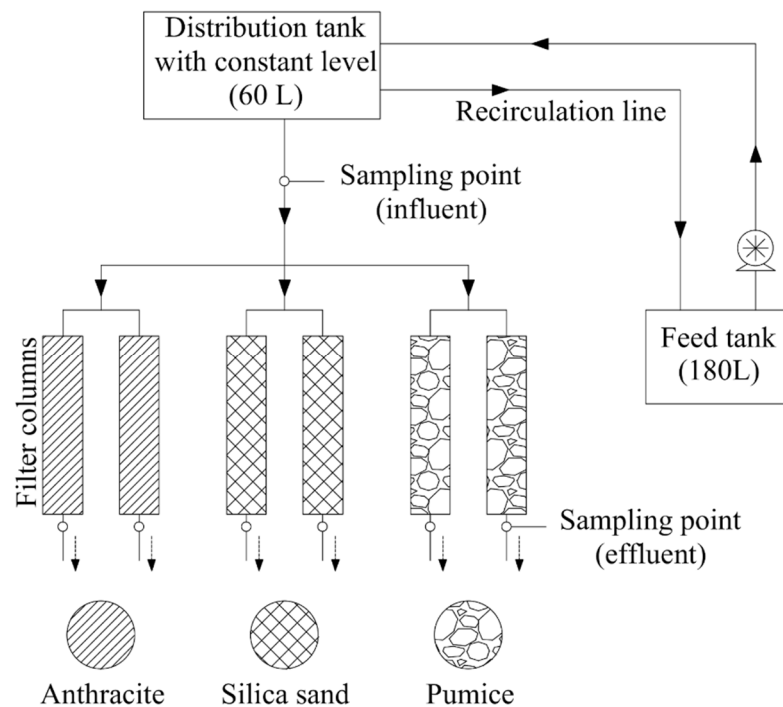 Distribution tank
with constant level
(60 L)
Recirculation line
Sampling point
(influent)
Feed tank
(180L)
Filter columns
Sampling point
(effluent)
Anthracite
Silica sand
Pumice